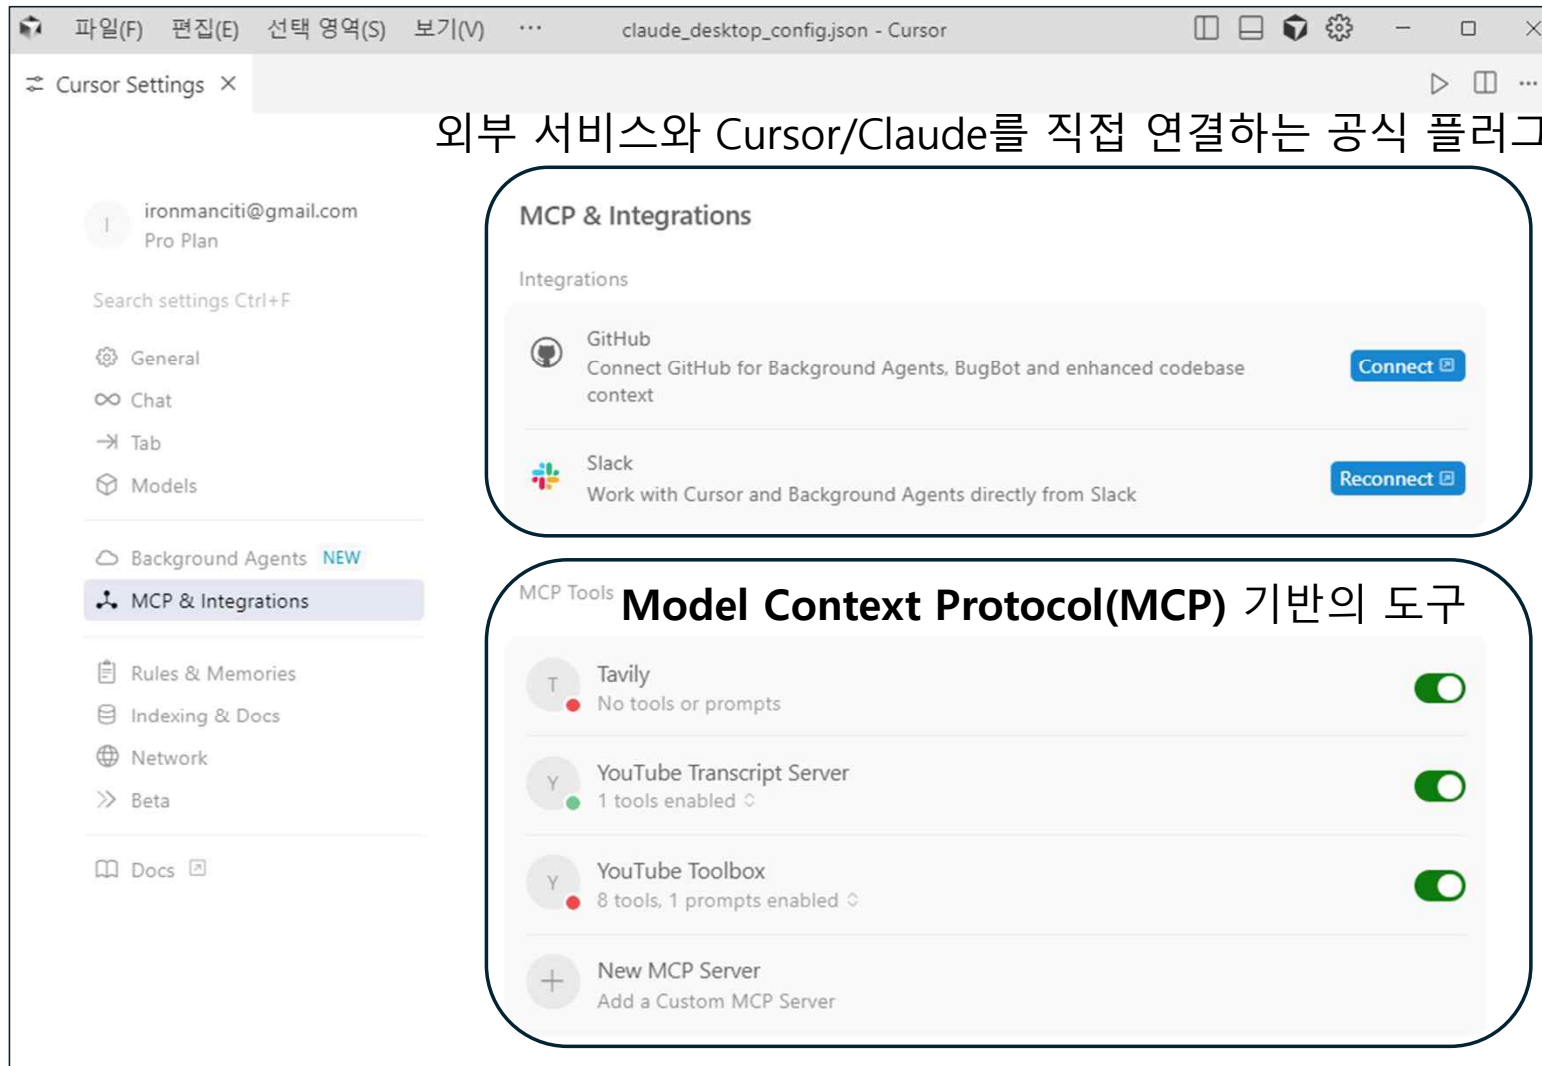 파일(F) 편집(E) 선택 영역(S) 보기(V) ··· claude_desktop_config.json - Cursor
Cursor Settings
외부 서비스와 Cursor/Claude를 직접 연결하는 공식 플러그
I
ironmanciti@gmail.com
Pro Plan
Search settings Ctrl+F
General
Chat
Tab
Models
Background Agents NEW
MCP & Integrations
Rules & Memories
Indexing & Docs
Network
Beta
Docs
MCP & Integrations
Integrations
GitHub
Connect GitHub for Background Agents, BugBot and enhanced codebase
context
Connect
Slack
Work with Cursor and Background Agents directly from Slack
Reconnect
MCP Tools
Model Context Protocol(MCP) 기반의 도구
T
Tavily
No tools or prompts
Y
YouTube Transcript Server
1 tools enabled
Y
YouTube Toolbox
8 tools, 1 prompts enabled
New MCP Server
Add a Custom MCP Server